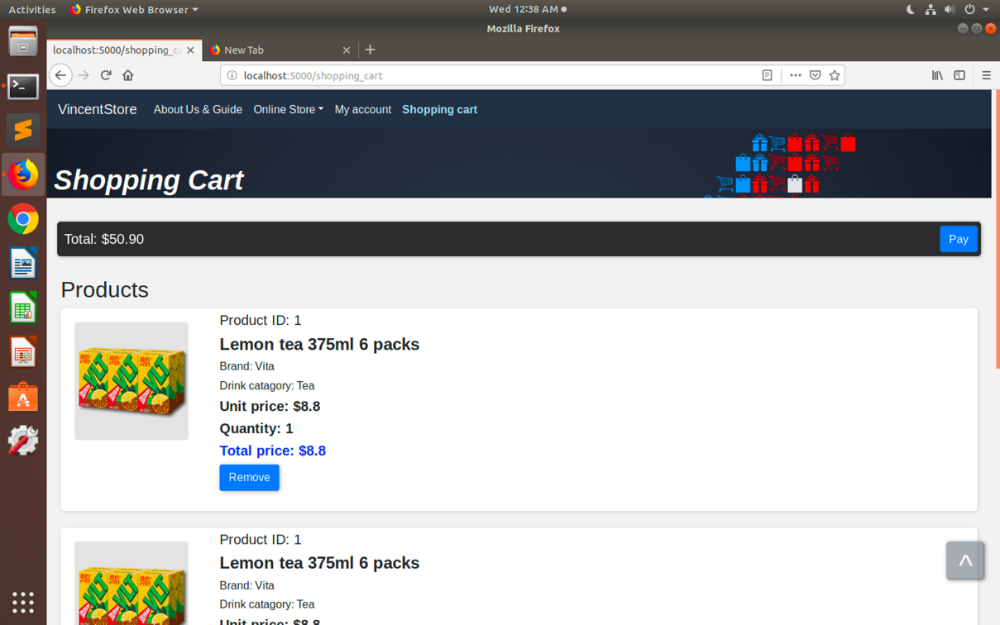 Activities Firefox Web Browser Wed 12:38 AM
Mozilla Firefox
localhost:5000/shopping_ca New Tab
localhost:5000/shopping_cart
VincentStore About Us & Guide Online Store My account Shopping cart
Shopping Cart
Total: $50.90 Pay
Products
Product ID: 1
Lemon tea 375ml 6 packs
Brand: Vita
Drink catagory: Tea
Unit price: $8.8
Quantity: 1
Total price: $8.8
Remove
Product ID: 1
Lemon tea 375ml 6 packs
Brand: Vita
Drink catagory: Tea
Unit price: $8.8